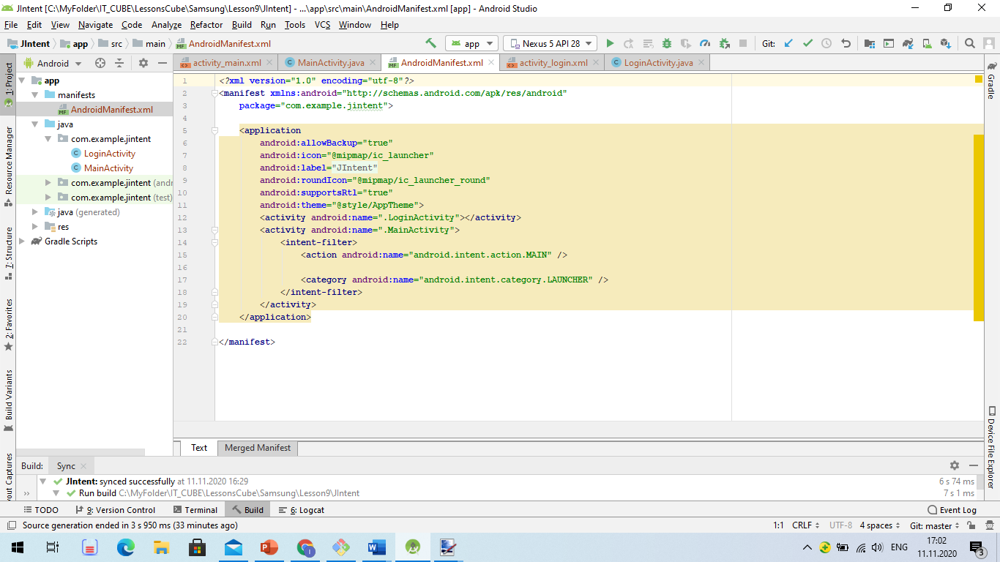 JIntent [C:\MyFolder\IT_CUBE\LessonsCube\Samsung\Lesson9\JIntent] - ...\app\src\main\AndroidManifest.xml [app] - Android Studio
File Edit View Navigate Code Analyze Refactor Build Run Tools VCS Window Help
JIntent app src main AndroidManifest.xml app Nexus 5 API 28 Git:
Android
activity_main.xml MainActivity.java AndroidManifest.xml activity_login.xml LoginActivity.java
1: Project
Resource Manager
7: Structure
2: Favorites
Build Variants
yout Captures
app
manifests
AndroidManifest.xml
java
com.example.jintent
LoginActivity
MainActivity
com.example.jintent (andr
com.example.jintent (test)
java (generated)
res
Gradle Scripts
1 <?xml version="1.0" encoding="utf-8"?>
2 <manifest xmlns:android="http://schemas.android.com/apk/res/android"
3 package="com.example.jintent">
4
5 <application
6 android:allowBackup="true"
7 android:icon="@mipmap/ic_launcher"
8 android:label="JIntent"
9 android:roundIcon="@mipmap/ic_launcher_round"
10 android:supportsRtl="true"
11 android:theme="@style/AppTheme">
12 <activity android:name=".LoginActivity"></activity>
13 <activity android:name=".MainActivity">
14 <intent-filter>
15 <action android:name="android.intent.action.MAIN" />
16
17 <category android:name="android.intent.category.LAUNCHER" />
18 </intent-filter>
19 </activity>
20 </application>
21
22 </manifest>
Gradle
Device File Explorer
Text Merged Manifest
Build: Sync
JIntent: synced successfully at 11.11.2020 16:29 6 s 74 ms
Run build C:\MyFolder\IT_CUBE\LessonsCube\Samsung\Lesson9\JIntent 7 s 1 ms
TODO 9: Version Control Terminal Build 6: Logcat Event Log
Source generation ended in 3 s 950 ms (33 minutes ago) 1:1 CRLF UTF-8 4 spaces Git: master
ENG 17:02
11.11.2020 3